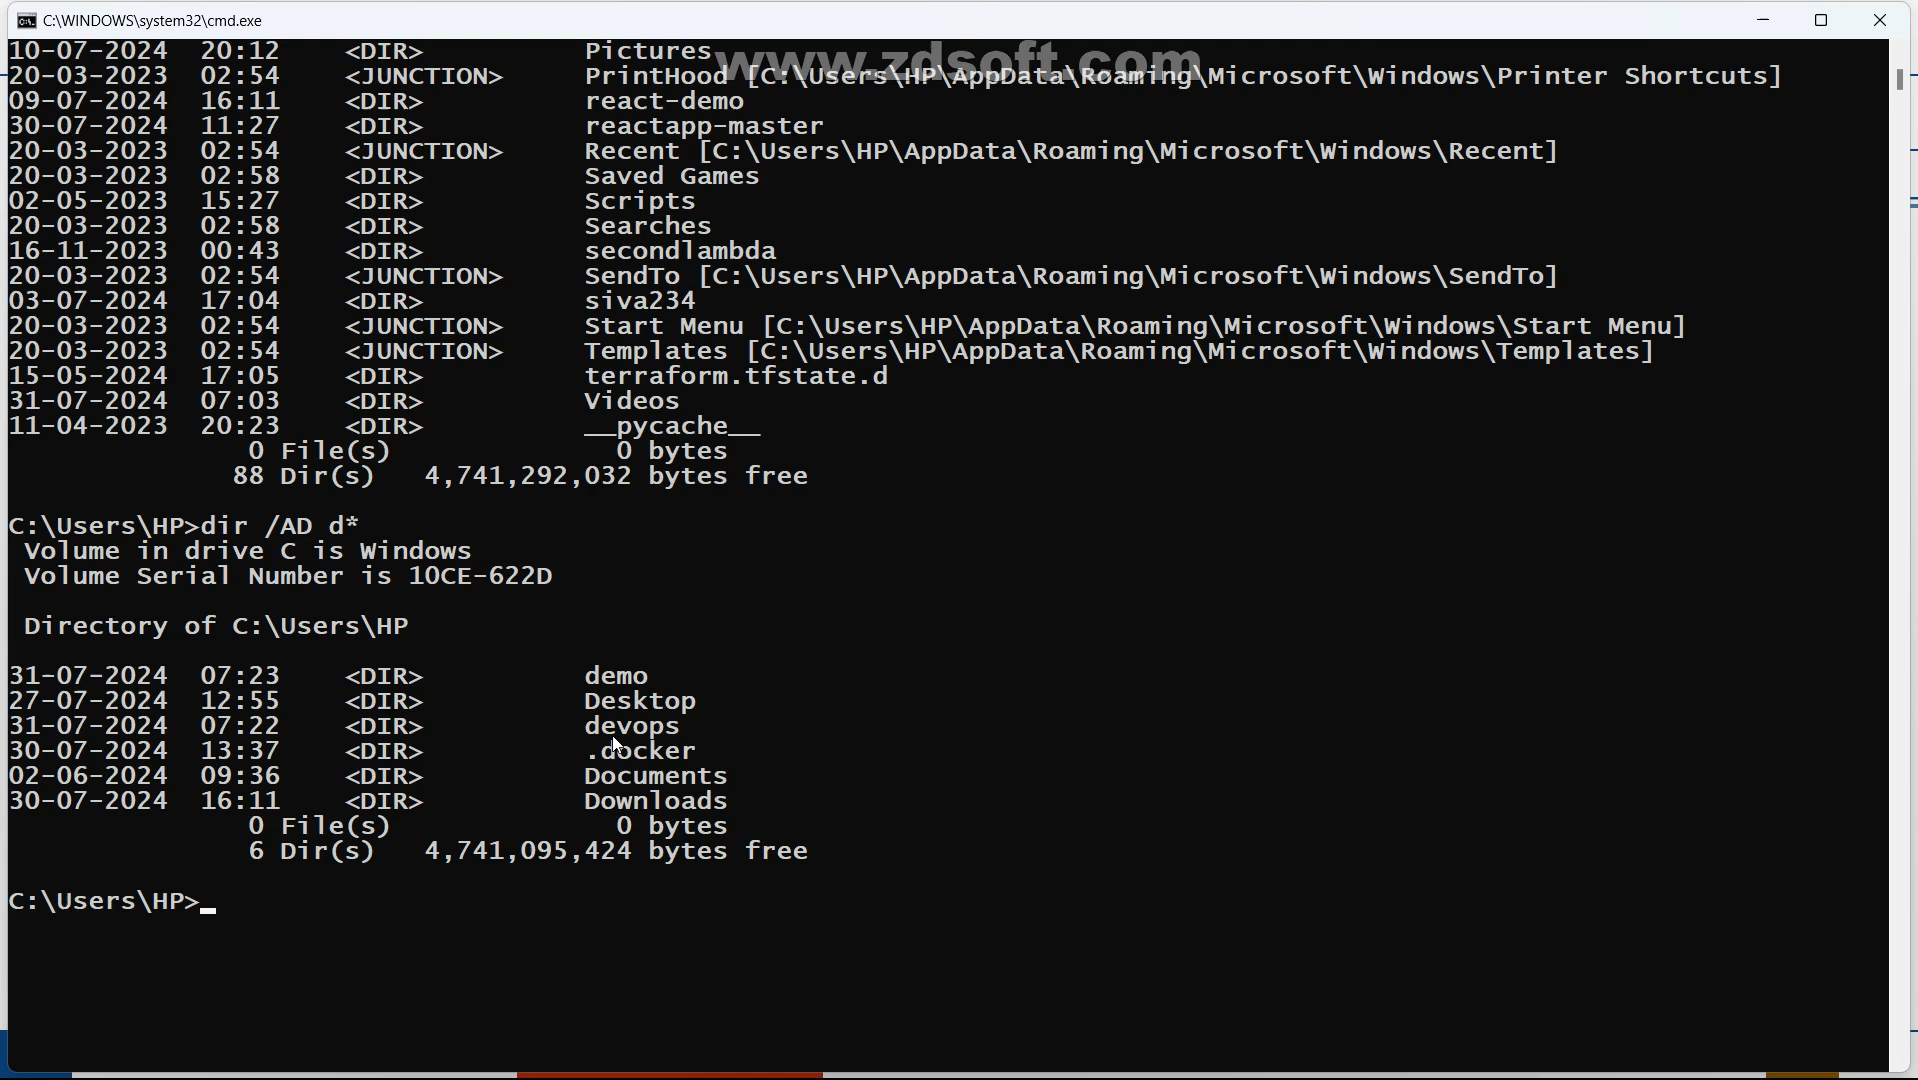 C:\WINDOWS\system32\cmd.exe
www.zdsoft.com
10-07-2024  20:12    <DIR>          Pictures
20-03-2023  02:54    <JUNCTION>     PrintHood [C:\Users\HP\AppData\Roaming\Microsoft\Windows\Printer Shortcuts]
09-07-2024  16:11    <DIR>          react-demo
30-07-2024  11:27    <DIR>          reactapp-master
20-03-2023  02:54    <JUNCTION>     Recent [C:\Users\HP\AppData\Roaming\Microsoft\Windows\Recent]
20-03-2023  02:58    <DIR>          Saved Games
02-05-2023  15:27    <DIR>          Scripts
20-03-2023  02:58    <DIR>          Searches
16-11-2023  00:43    <DIR>          secondlambda
20-03-2023  02:54    <JUNCTION>     SendTo [C:\Users\HP\AppData\Roaming\Microsoft\Windows\SendTo]
03-07-2024  17:04    <DIR>          siva234
20-03-2023  02:54    <JUNCTION>     Start Menu [C:\Users\HP\AppData\Roaming\Microsoft\Windows\Start Menu]
20-03-2023  02:54    <JUNCTION>     Templates [C:\Users\HP\AppData\Roaming\Microsoft\Windows\Templates]
15-05-2024  17:05    <DIR>          terraform.tfstate.d
31-07-2024  07:03    <DIR>          Videos
11-04-2023  20:23    <DIR>          __pycache__
0 File(s)              0 bytes
88 Dir(s)   4,741,292,032 bytes free
C:\Users\HP>dir /AD d*
Volume in drive C is Windows
Volume Serial Number is 10CE-622D
Directory of C:\Users\HP
31-07-2024  07:23    <DIR>          demo
27-07-2024  12:55    <DIR>          Desktop
31-07-2024  07:22    <DIR>          devops
30-07-2024  13:37    <DIR>          .docker
02-06-2024  09:36    <DIR>          Documents
30-07-2024  16:11    <DIR>          Downloads
0 File(s)              0 bytes
6 Dir(s)   4,741,095,424 bytes free
C:\Users\HP>_